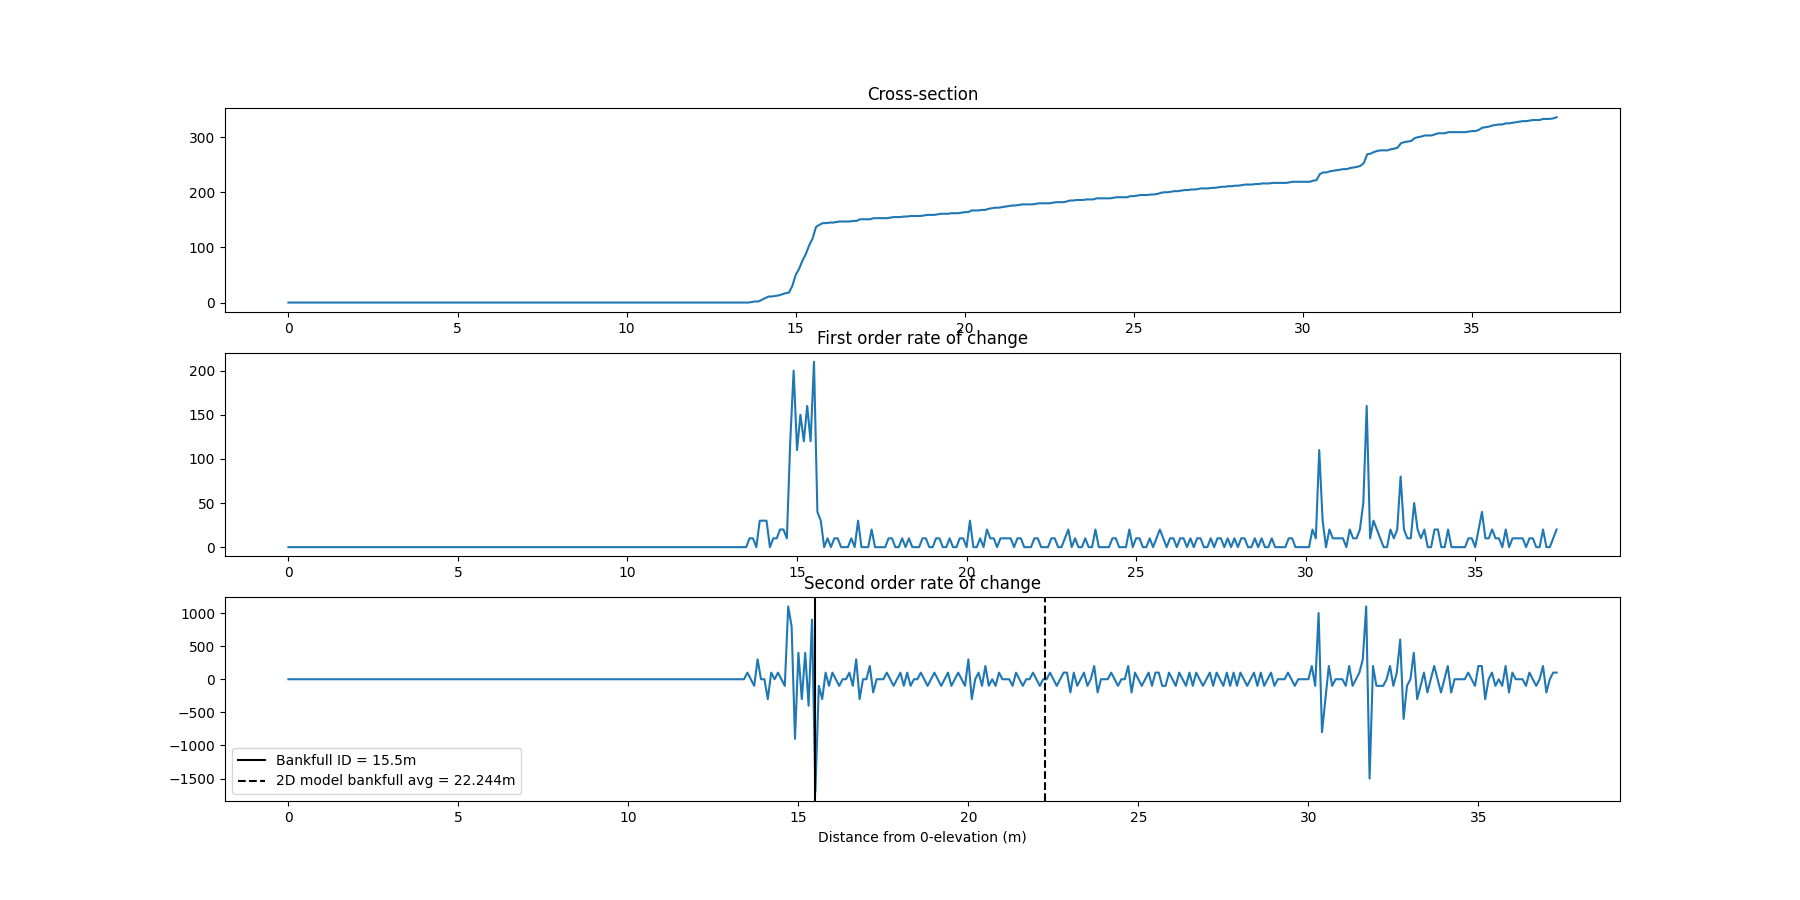 Cross-section
300
200
100
0
0 5 10 15 20 25 30 35
First order rate of change
200
150
100
50
0
0 5 10 15 20 25 30 35
Second order rate of change
1000
500
0
−500
−1000
−1500
Bankfull ID = 15.5m
2D model bankfull avg = 22.244m
0 5 10 15 20 25 30 35
Distance from 0-elevation (m)